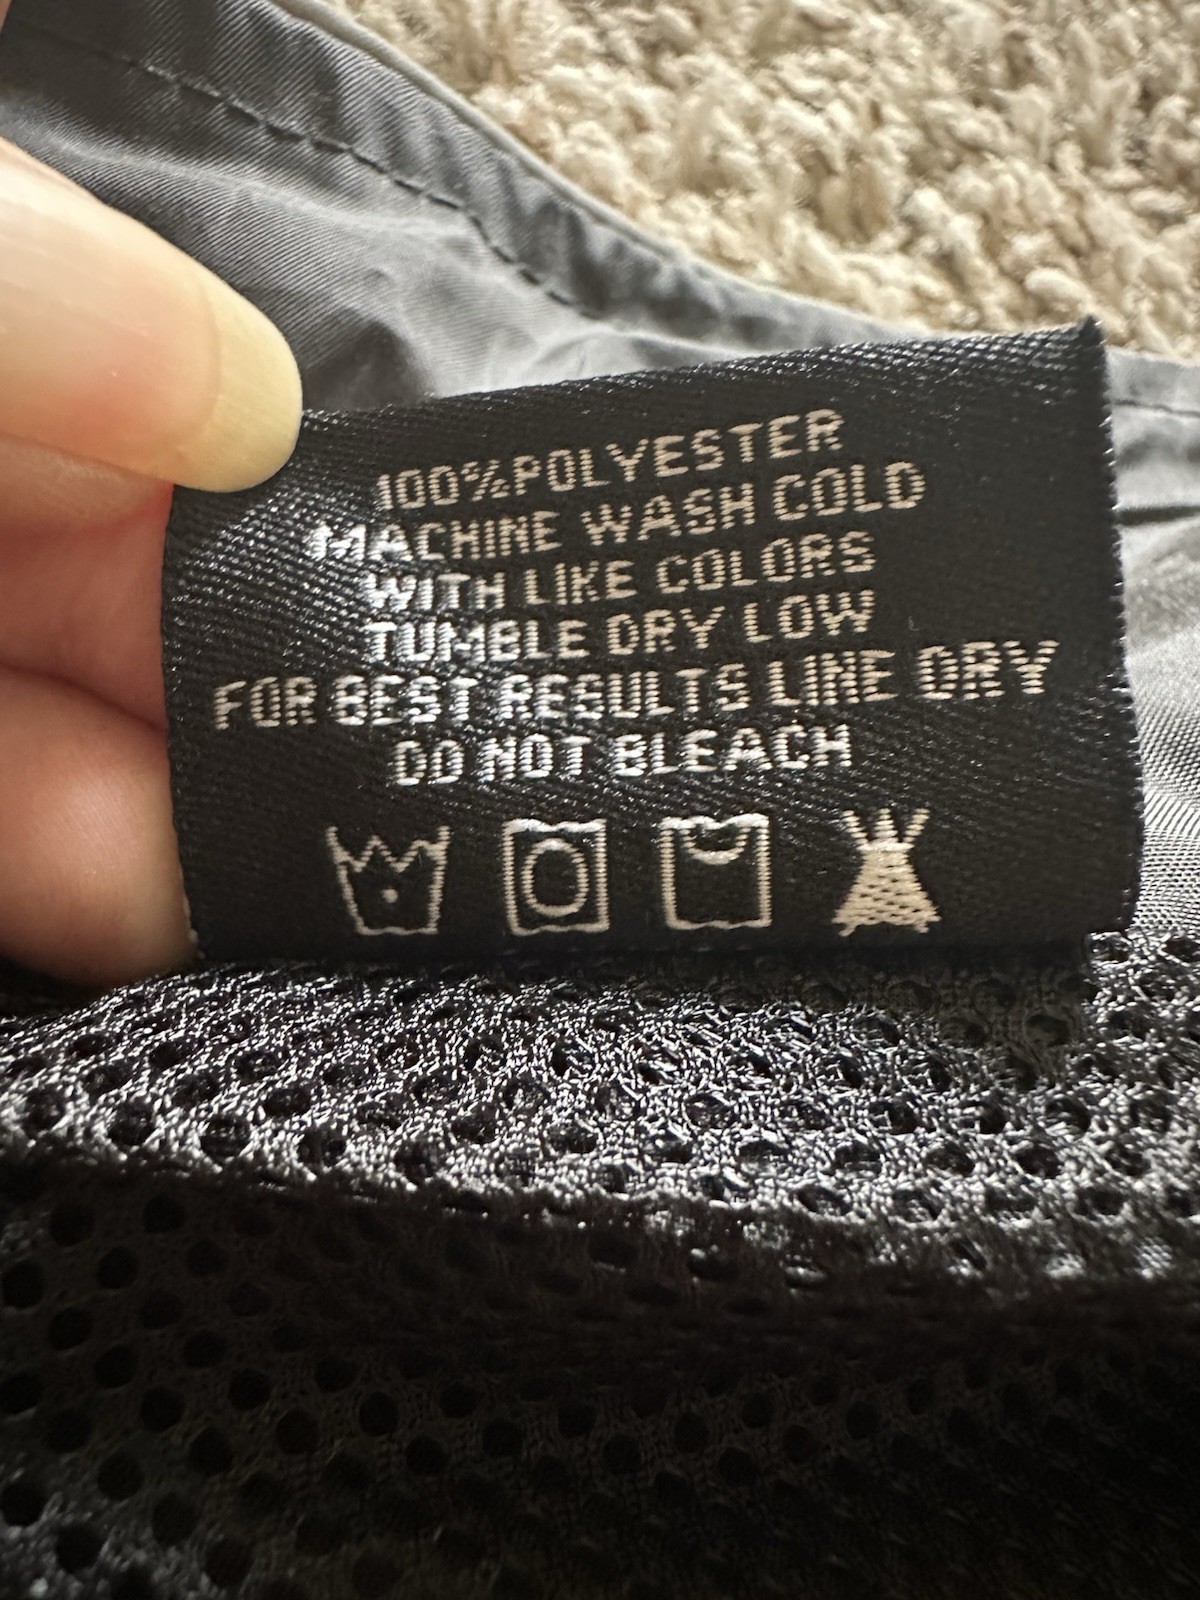 100%POLYESTER
MACHINE WASH COLD
WITH LIKE COLORS
TUMBLE DRY LOW
FOR BEST RESULTS LINE DRY
DO NOT BLEACH